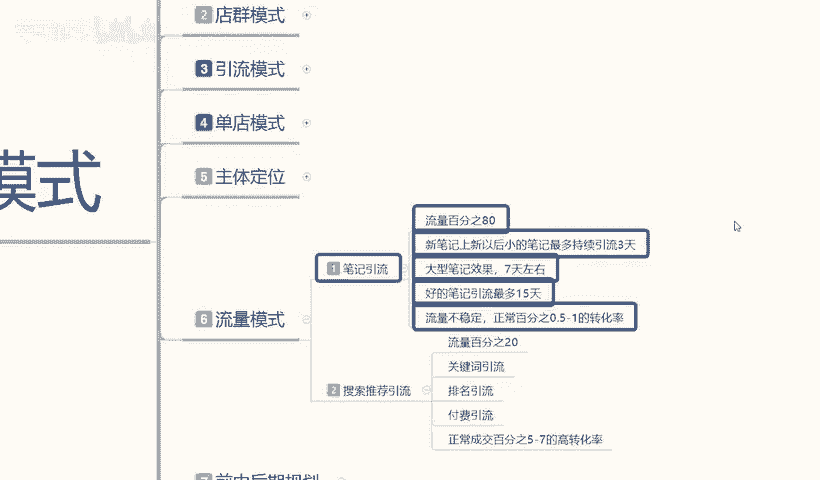 2 店群模式
3 引流模式
4 单店模式
模式
5 主体定位
6 流量模式
1 笔记引流
流量百分之80
新笔记上新以后小的笔记最多持续引流3天
大型笔记效果，7天左右
好的笔记引流最多15天
流量不稳定，正常百分之0.5-1的转化率
2 搜索推荐引流
流量百分之20
关键词引流
排名引流
付费引流
正常成交百分之5-7的高转化率
7 前中后期规划